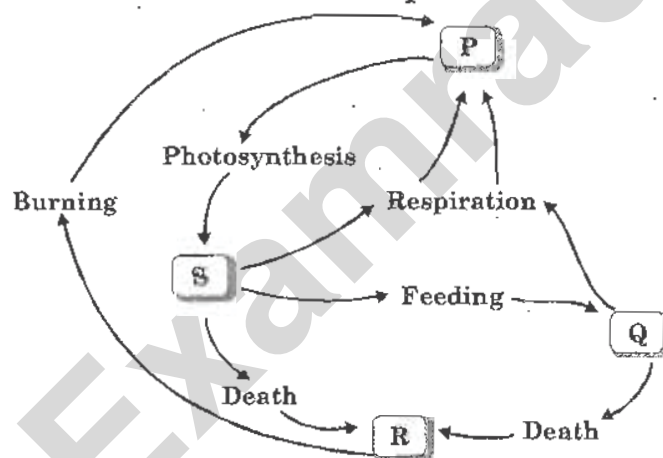 P
Photosynthesis
Burning
Respiration
S
Feeding
Q
Death
R
Death